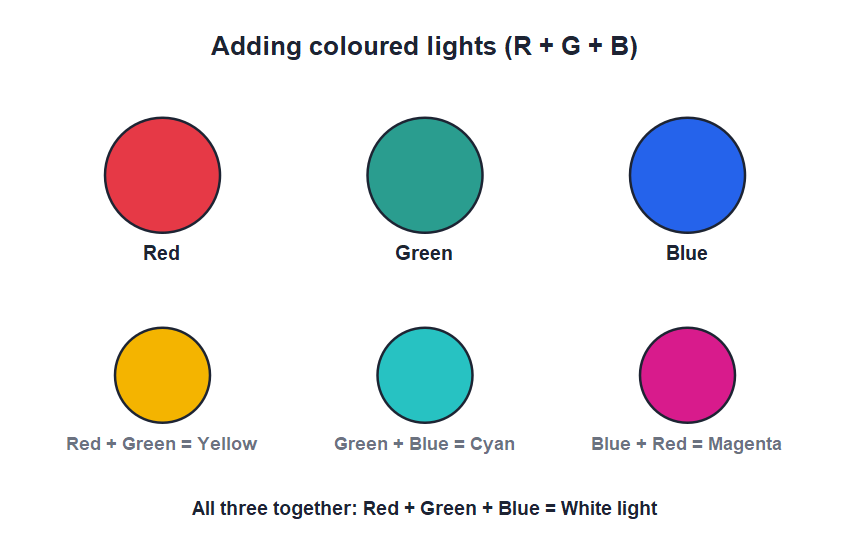 Adding coloured lights (R + G + B)
Red
Green
Blue
Red + Green = Yellow
Green + Blue = Cyan
Blue + Red = Magenta
All three together: Red + Green + Blue = White light